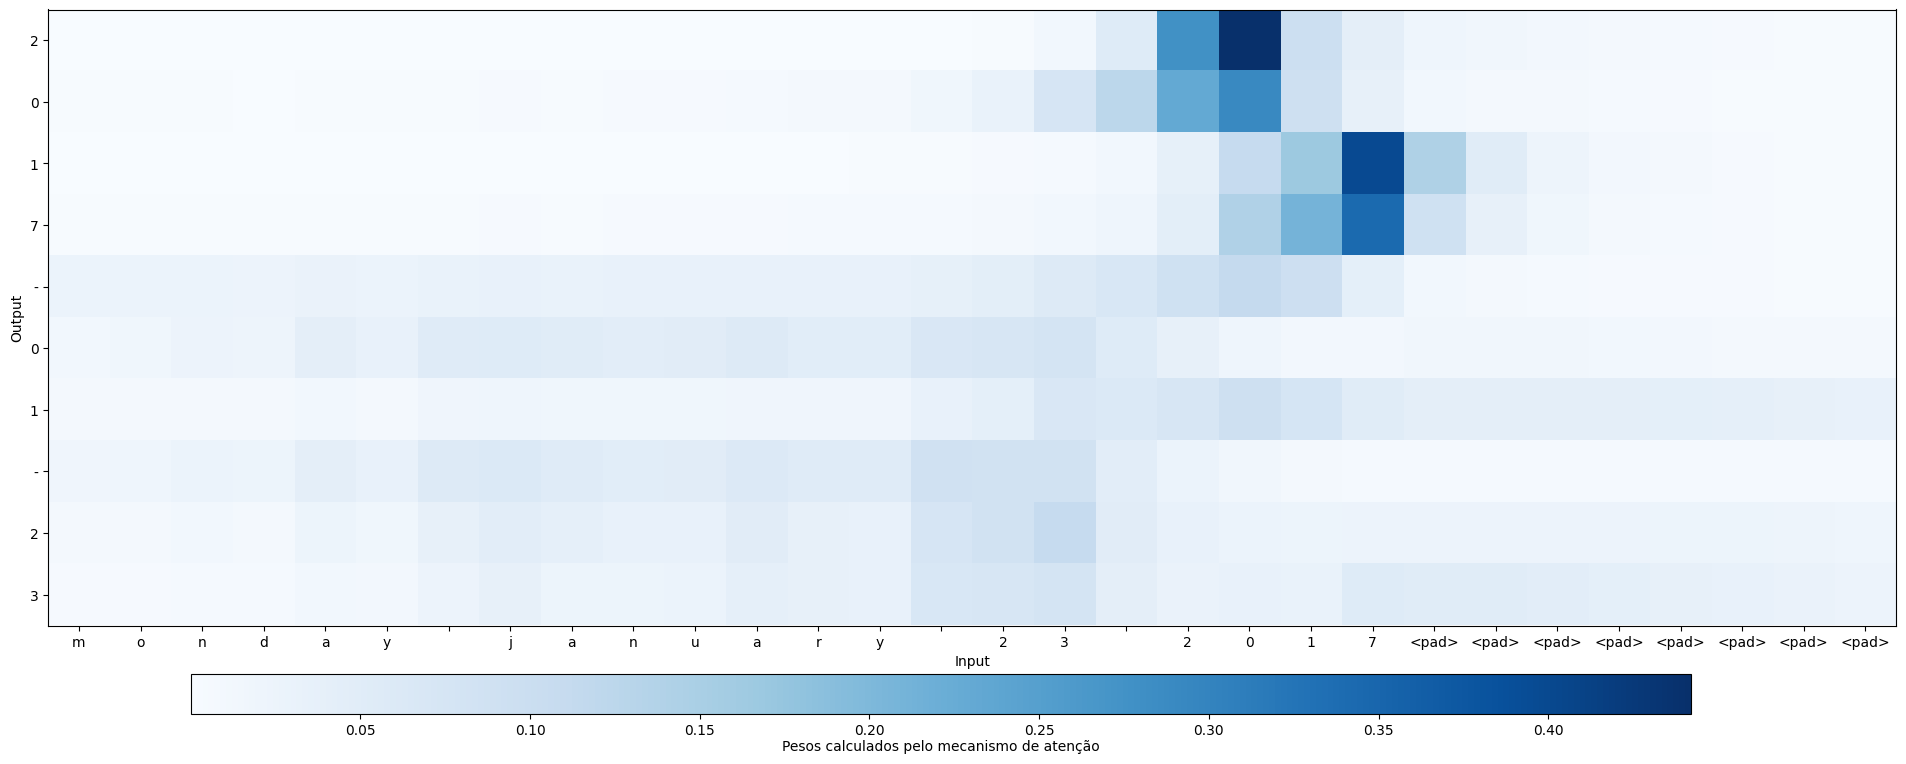 2
0
1
7
-
0
1
-
2
3
Output
m o n d a y j a n u a r y 2 3 2 0 1 7 <pad> <pad> <pad> <pad> <pad> <pad> <pad> <pad>
Input
0.05 0.10 0.15 0.20 0.25 0.30 0.35 0.40
Pesos calculados pelo mecanismo de atenção